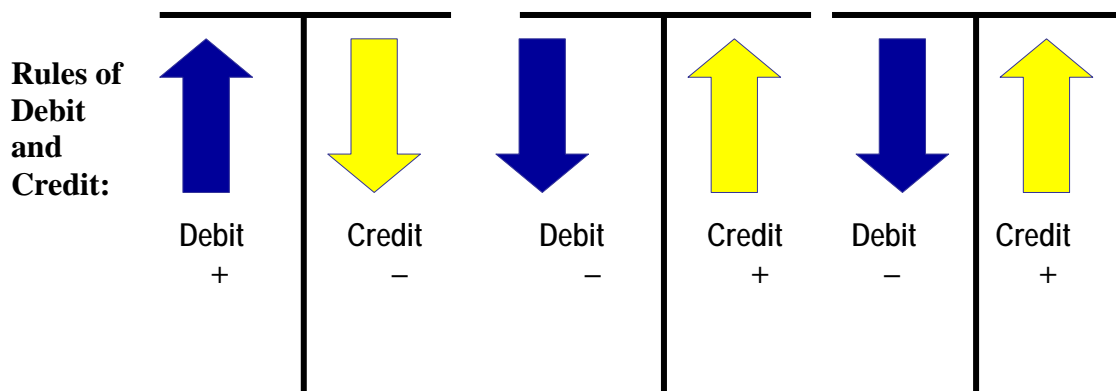 Rules of
Debit
and
Credit:
Debit Credit Debit Credit Debit Credit
+ − − + − +